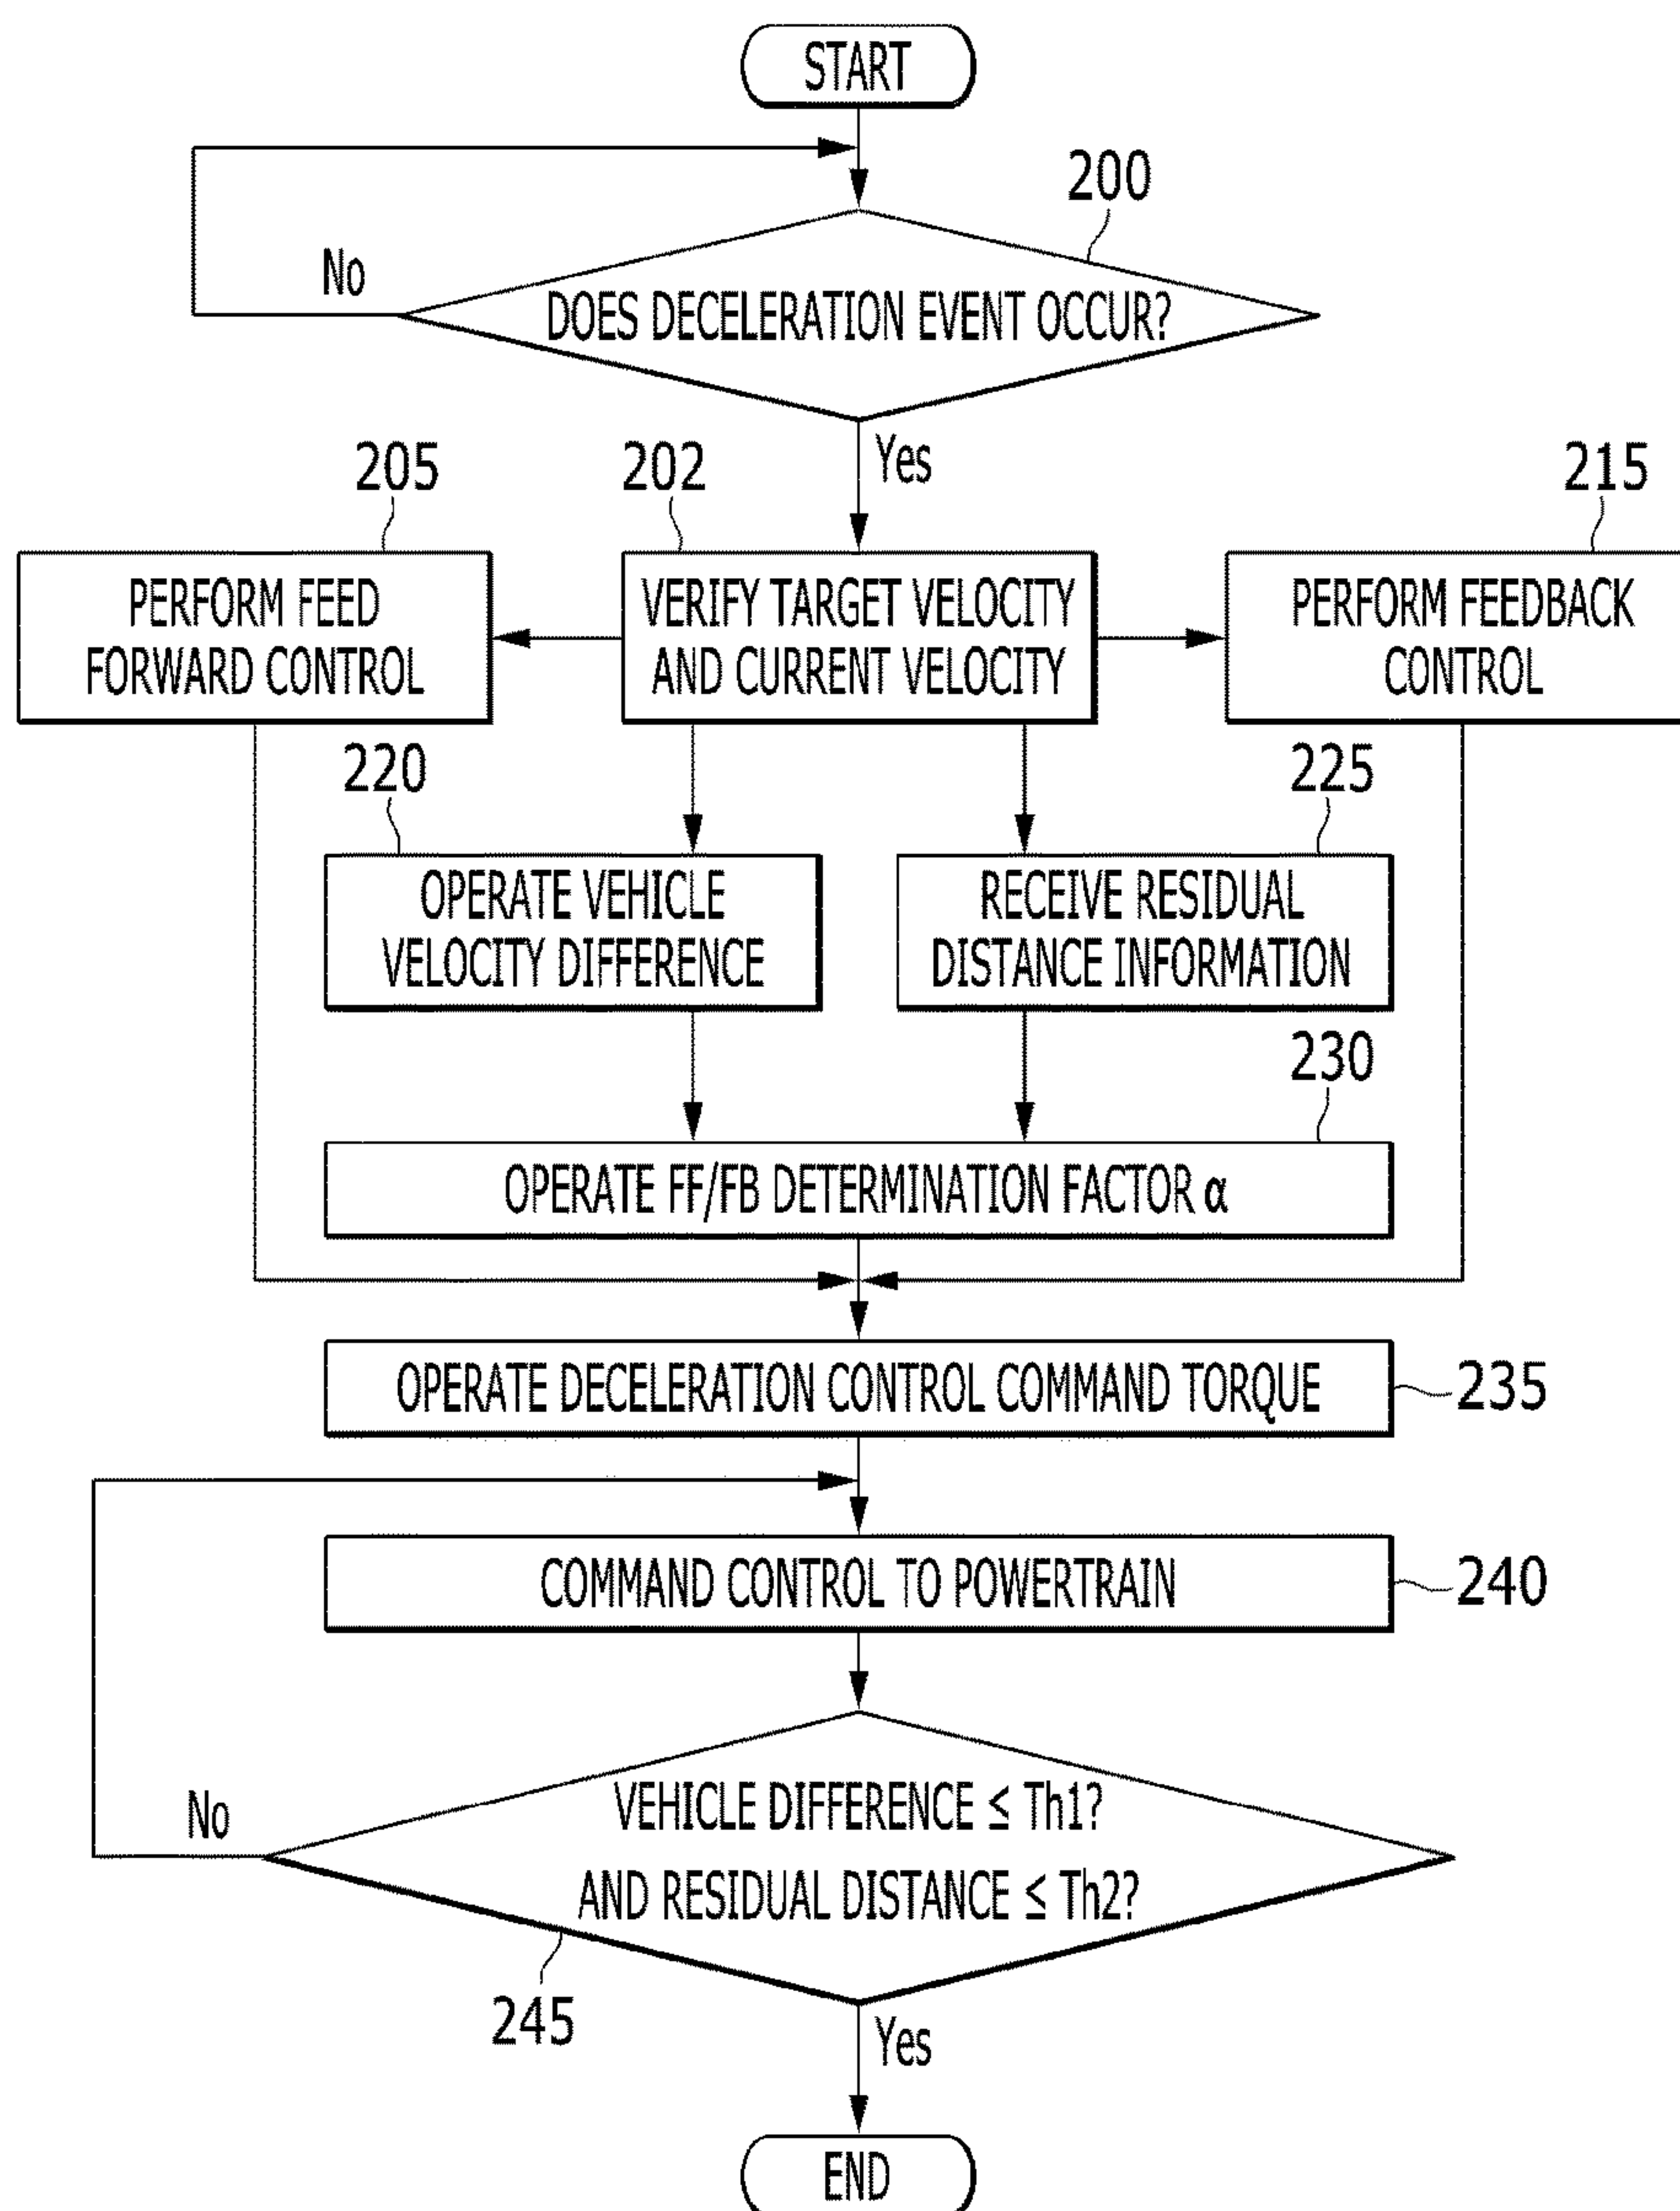 START
200
No
DOES DECELERATION EVENT OCCUR?
Yes
205
202
215
PERFORM FEED
FORWARD CONTROL
VERIFY TARGET VELOCITY
AND CURRENT VELOCITY
PERFORM FEEDBACK
CONTROL
220
225
OPERATE VEHICLE
VELOCITY DIFFERENCE
RECEIVE RESIDUAL
DISTANCE INFORMATION
230
OPERATE FF/FB DETERMINATION FACTOR α
OPERATE DECELERATION CONTROL COMMAND TORQUE
235
COMMAND CONTROL TO POWERTRAIN
240
No
VEHICLE DIFFERENCE ≤ Th1?
AND RESIDUAL DISTANCE ≤ Th2?
245
Yes
END